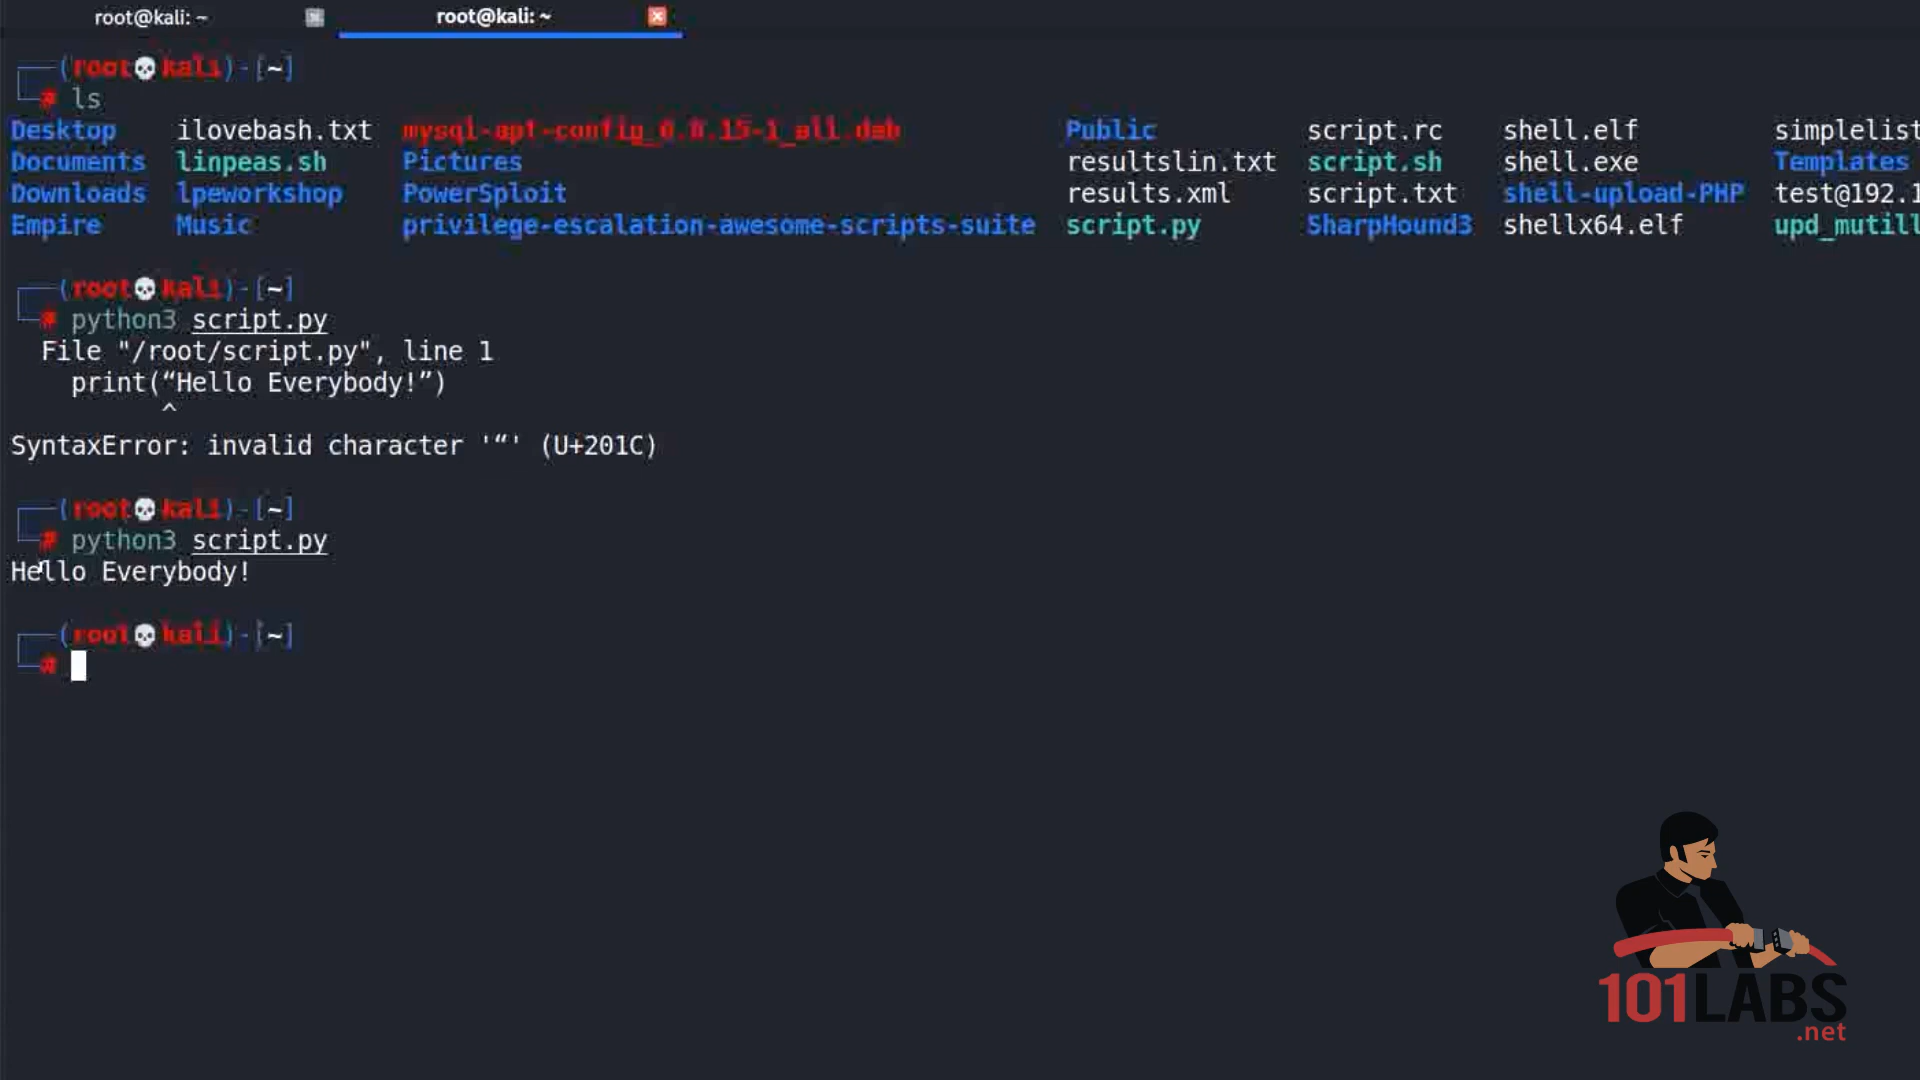 root@kali: ~ root@kali: ~
(root💀kali)-[~]
# ls
Desktop ilovebash.txt mysql-apt-config_0.8.15-1_all.deb Public script.rc shell.elf simplelist
Documents linpeas.sh Pictures resultslin.txt script.sh shell.exe Templates
Downloads lpeworkshop PowerSploit results.xml script.txt shell-upload-PHP test@192.1
Empire Music privilege-escalation-awesome-scripts-suite script.py SharpHound3 shellx64.elf upd_mutill
(root💀kali)-[~]
# python3 script.py
File "/root/script.py", line 1
print(“Hello Everybody!”)
^
SyntaxError: invalid character '“' (U+201C)
(root💀kali)-[~]
# python3 script.py
Hello Everybody!
(root💀kali)-[~]
#
101LABS
.net